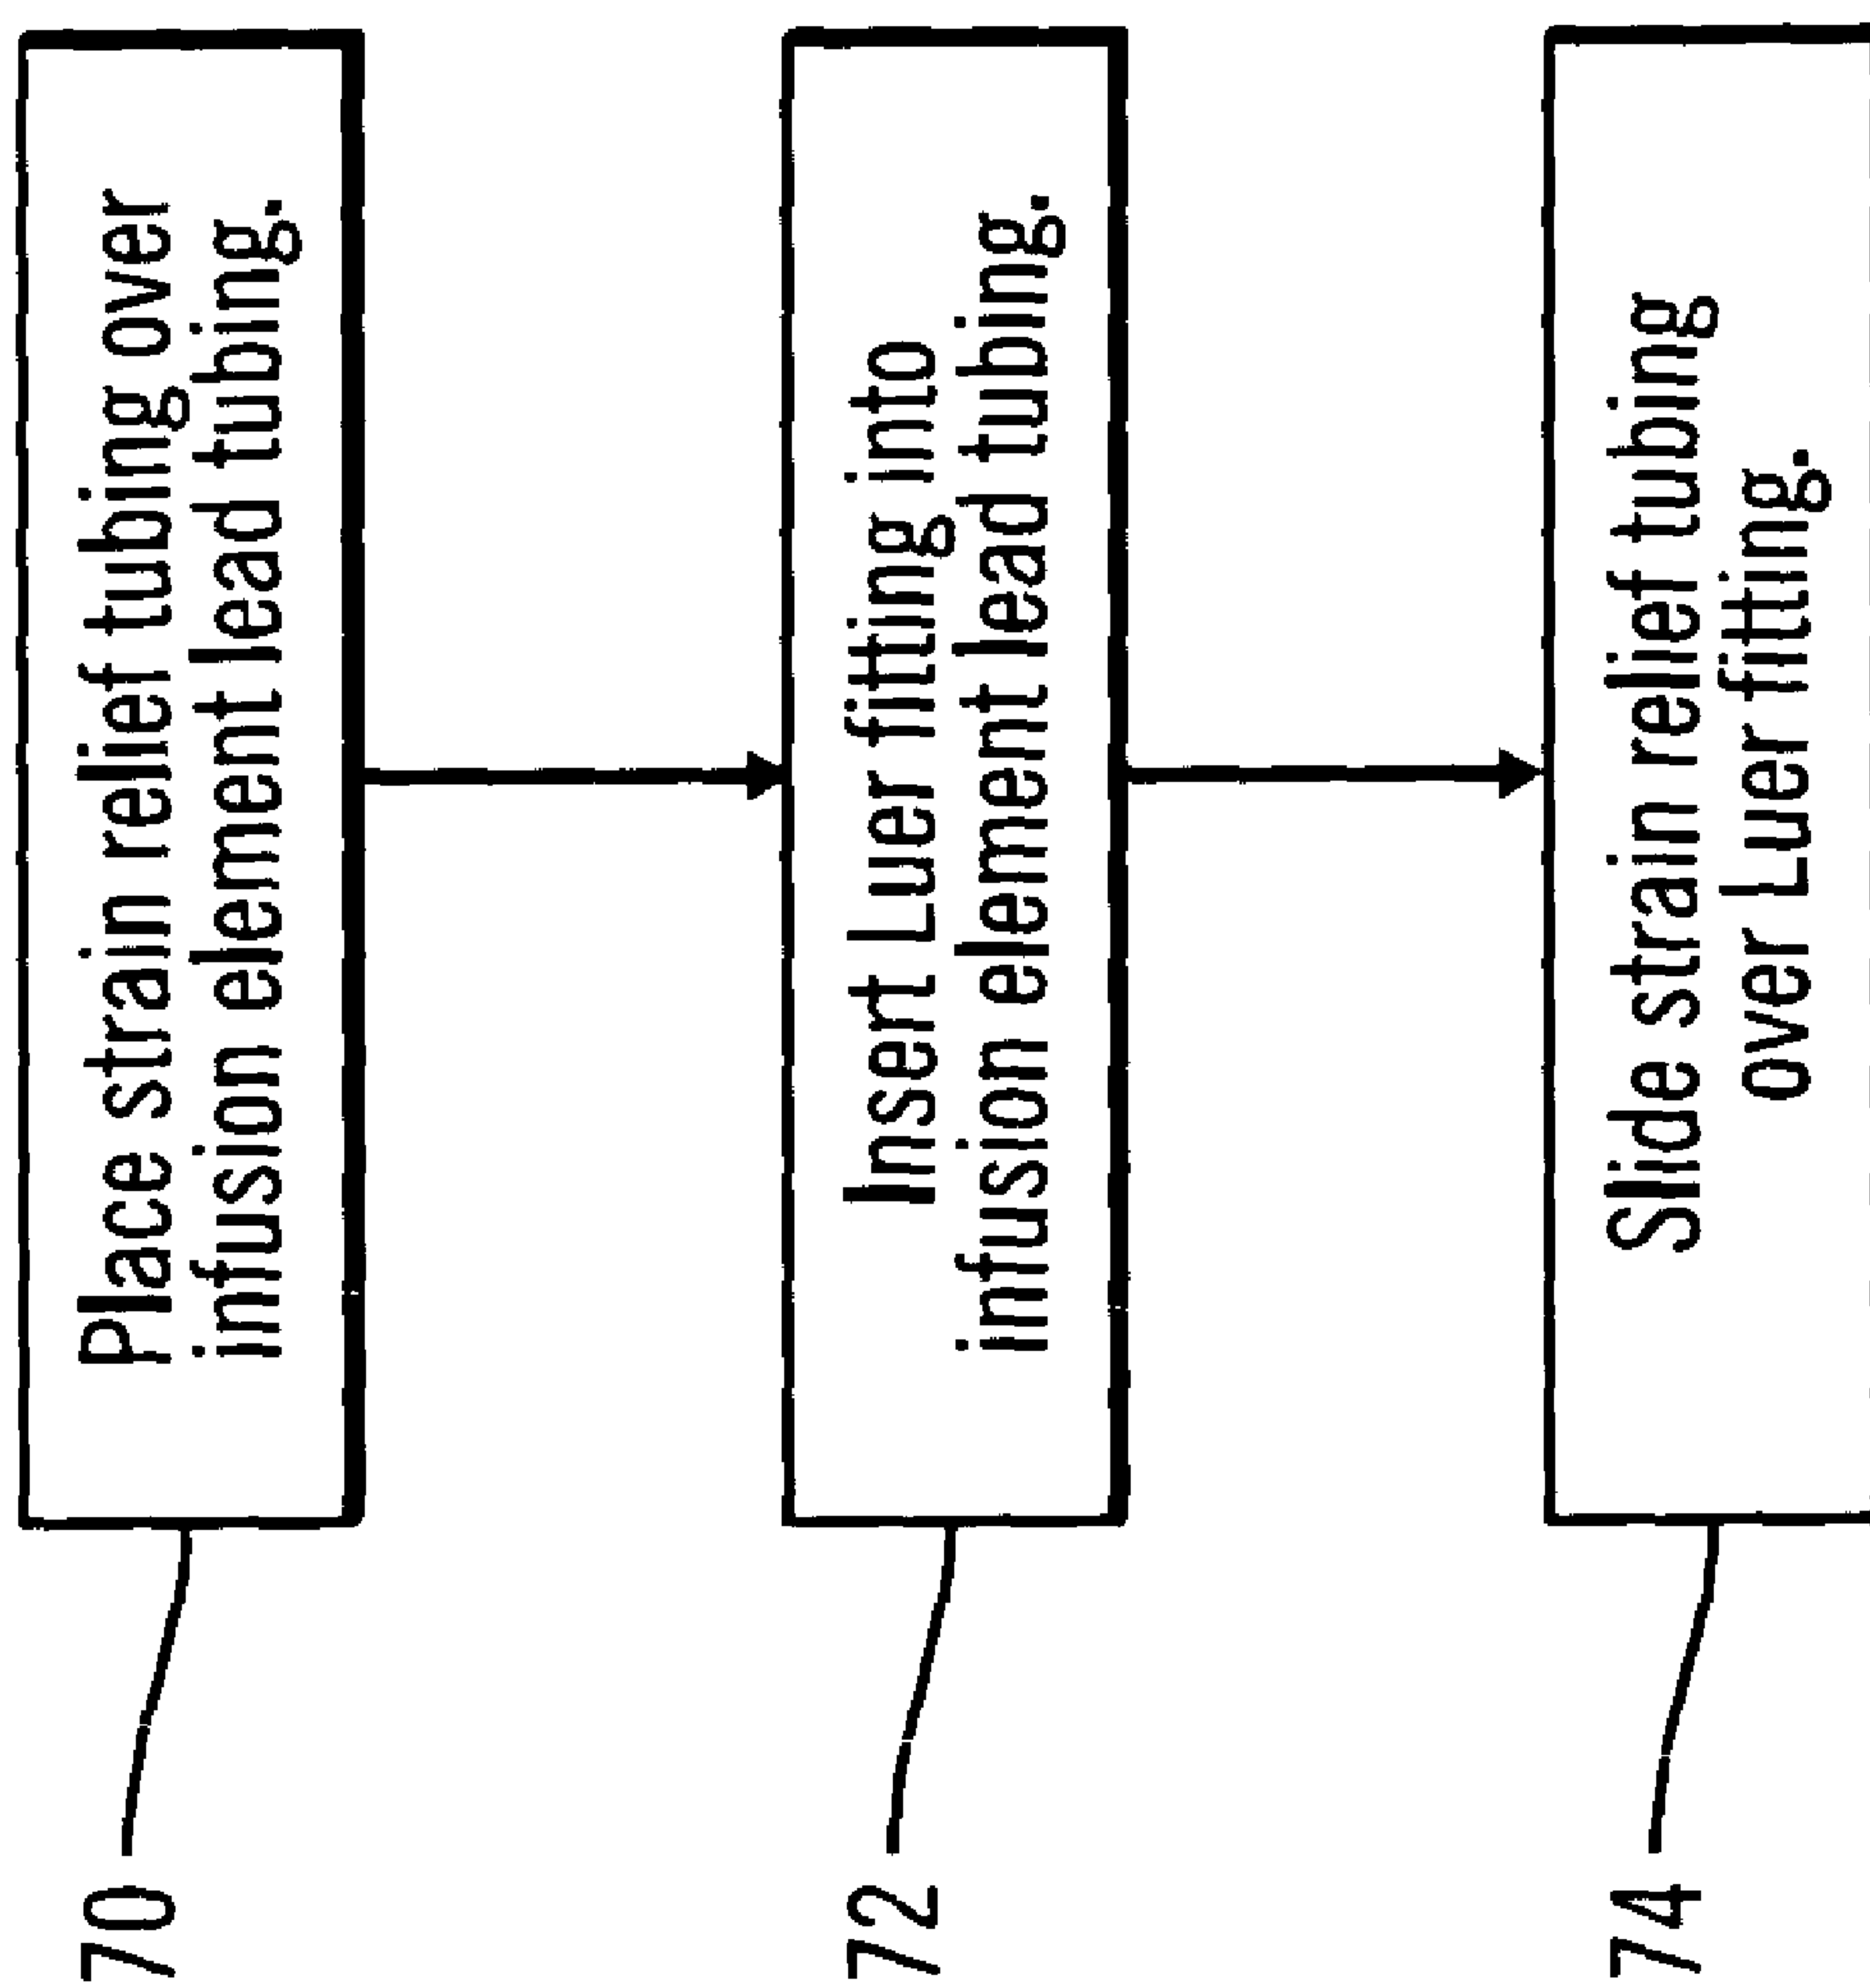 70
Place strain relief tubing over
infusion element lead tubing.
72
Insert Luer fitting into
infusion element lead tubing.
74
Slide strain relief tubing
over Luer fitting.